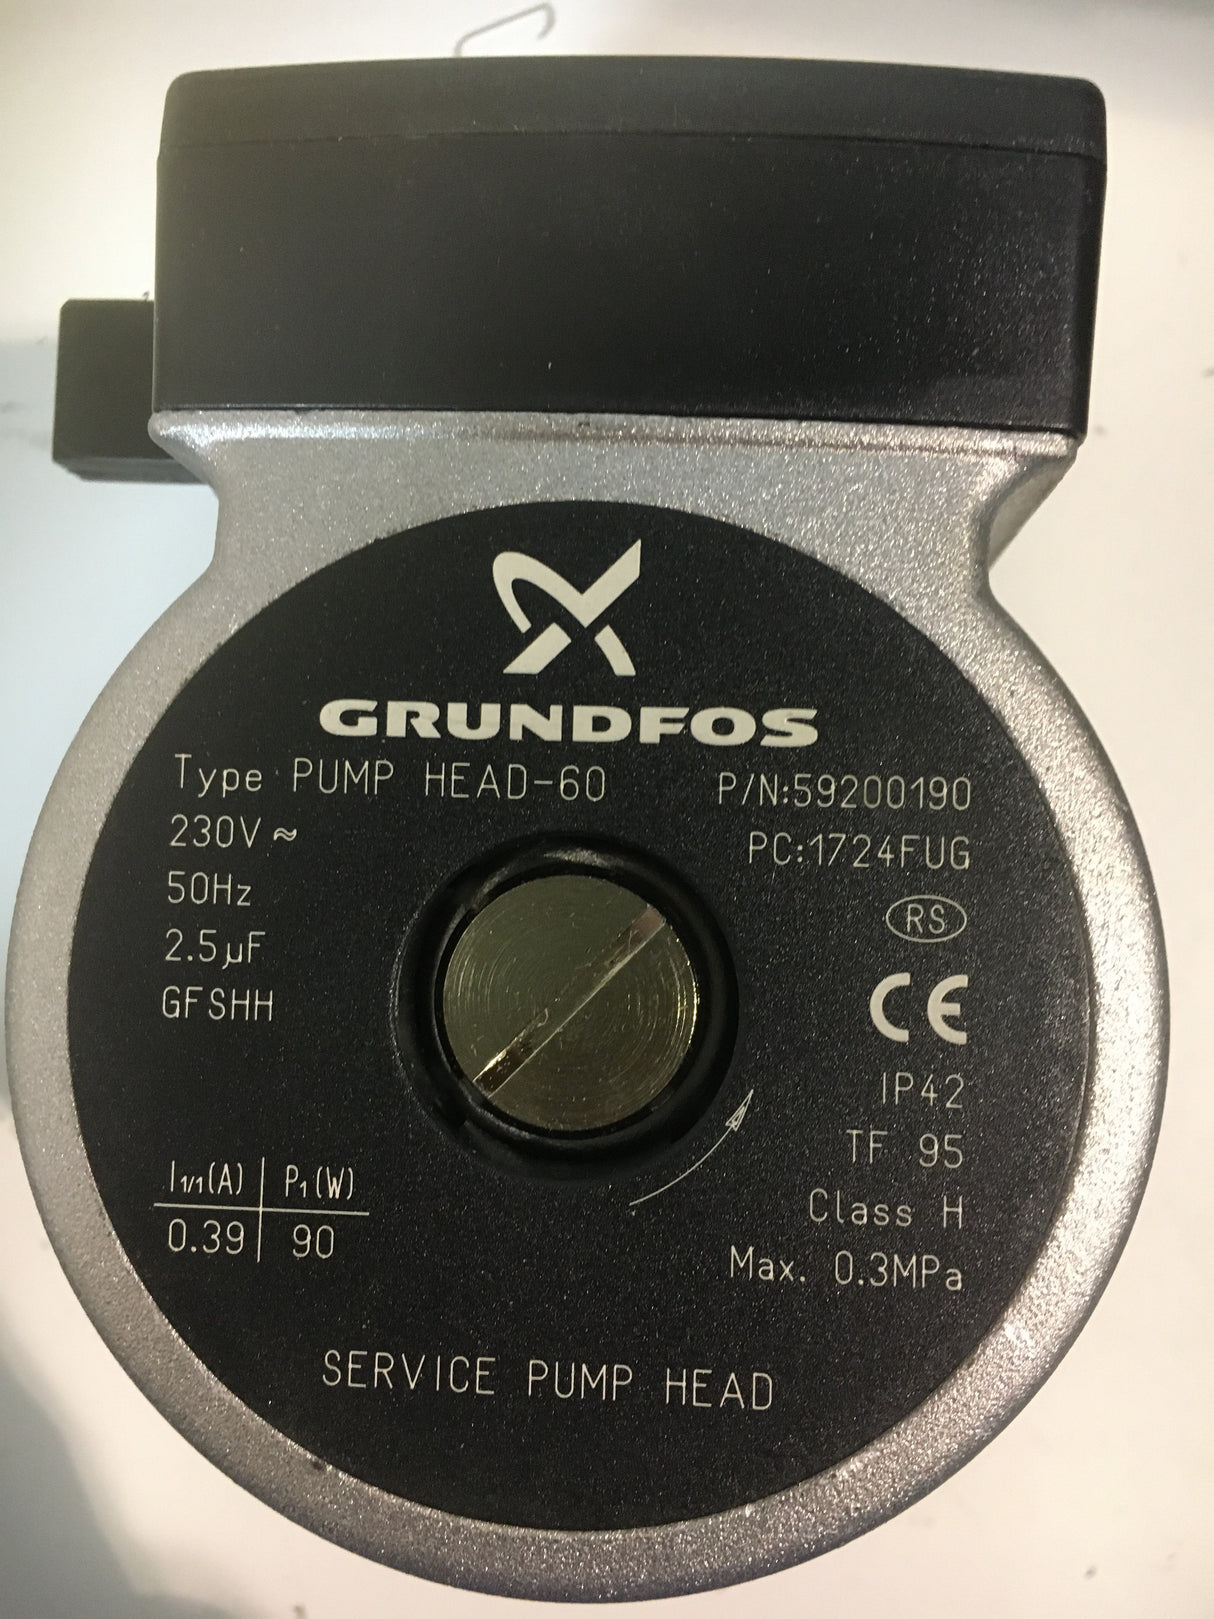 GRUNDFOS
Type PUMP HEAD-60
P/N:59200190
230V ≈
PC:1724FUG
50Hz
RS
2.5µF
GFSHH
CE
IP42
TF 95
I1/1(A) P1(W)
Class H
0.39 90
Max. 0.3MPa
SERVICE PUMP HEAD